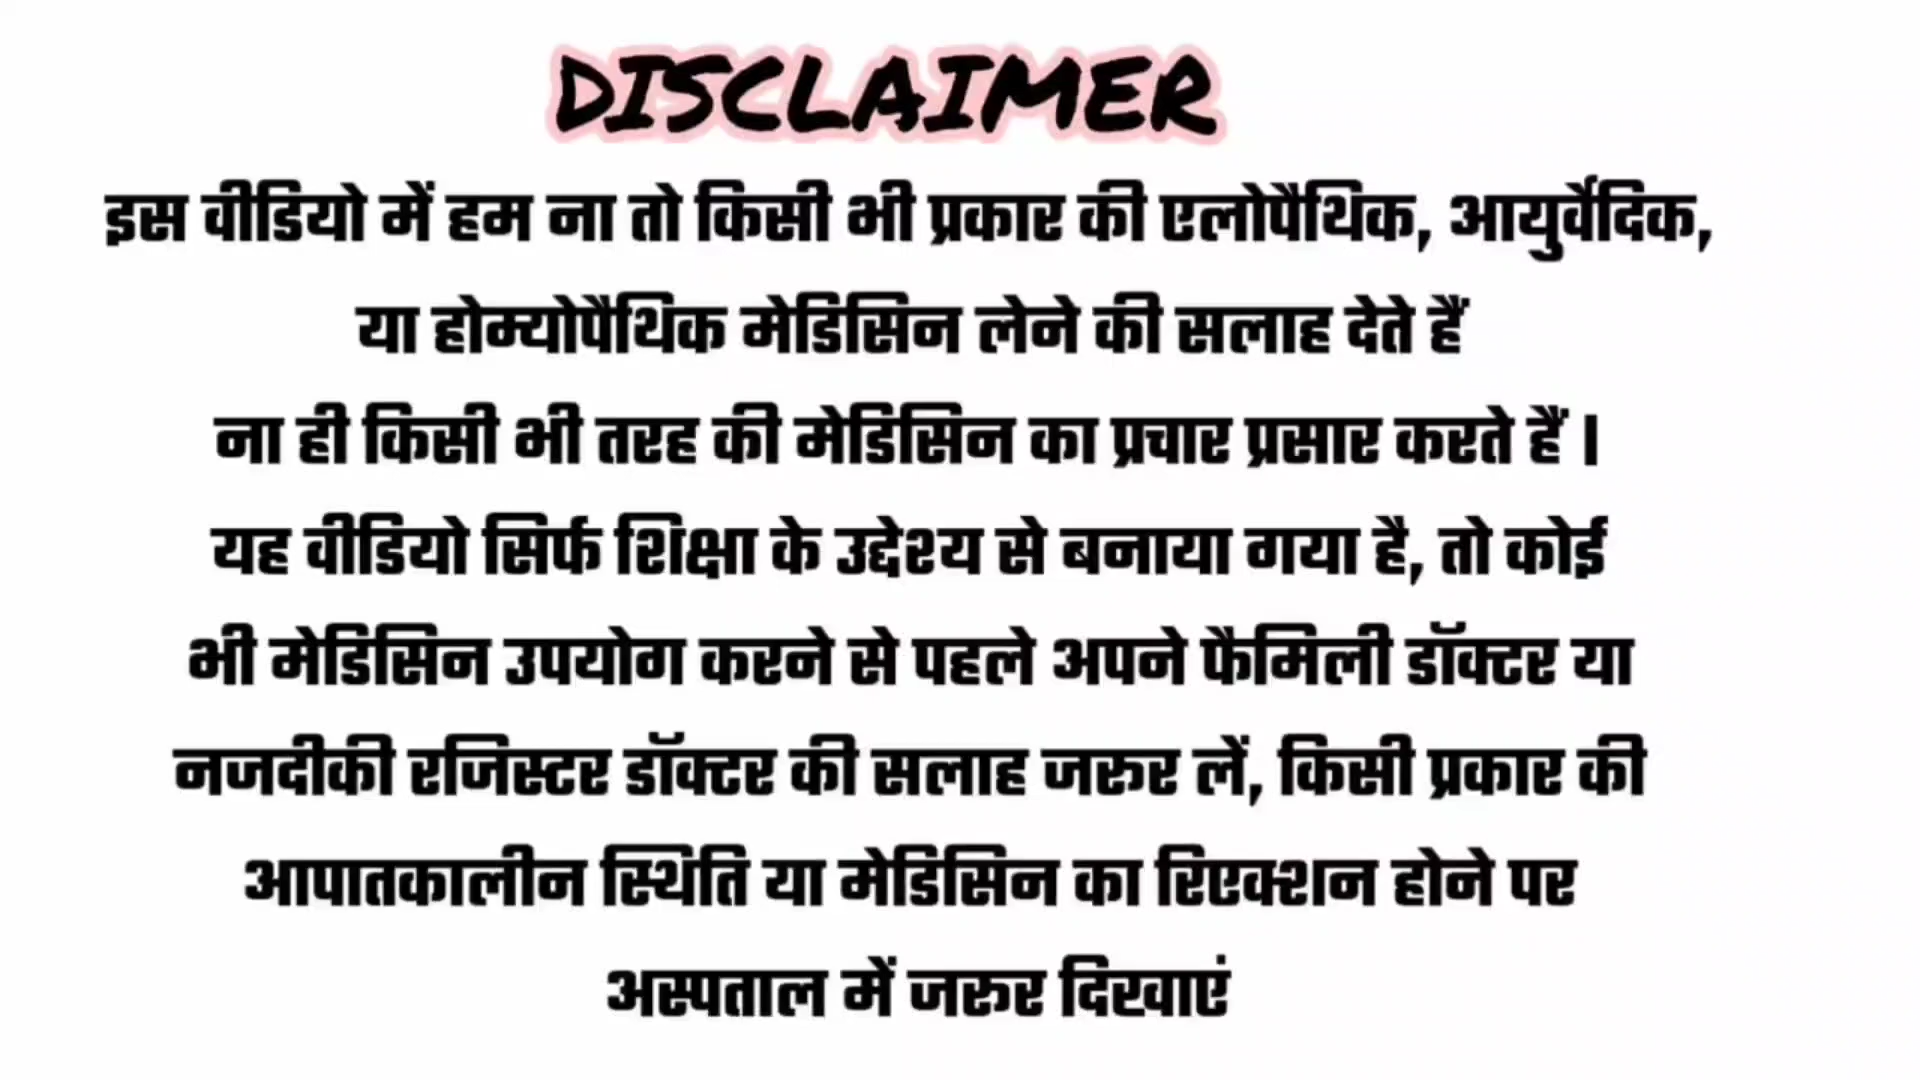 DISCLAIMER
इस वीडियो में हम ना तो किसी भी प्रकार की एलोपैथिक, आयुर्वेदिक,
या होम्योपैथिक मेडिसिन लेने की सलाह देते हैं
ना ही किसी भी तरह की मेडिसिन का प्रचार प्रसार करते हैं ।
यह वीडियो सिर्फ शिक्षा के उद्देश्य से बनाया गया है, तो कोई
भी मेडिसिन उपयोग करने से पहले अपने फैमिली डॉक्टर या
नजदीकी रजिस्टर डॉक्टर की सलाह जरूर लें, किसी प्रकार की
आपातकालीन स्थिति या मेडिसिन का रिएक्शन होने पर
अस्पताल में जरूर दिखाएं